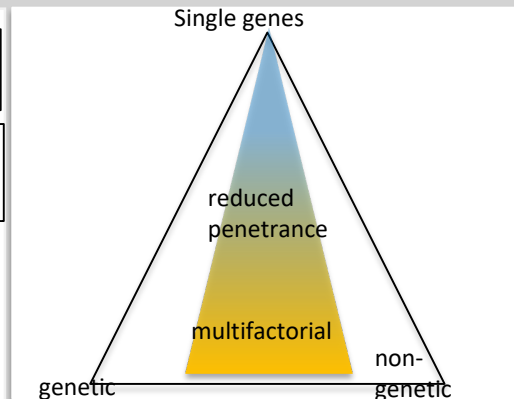 Single genes
reduced
penetrance
multifactorial
genetic
non-
genetic